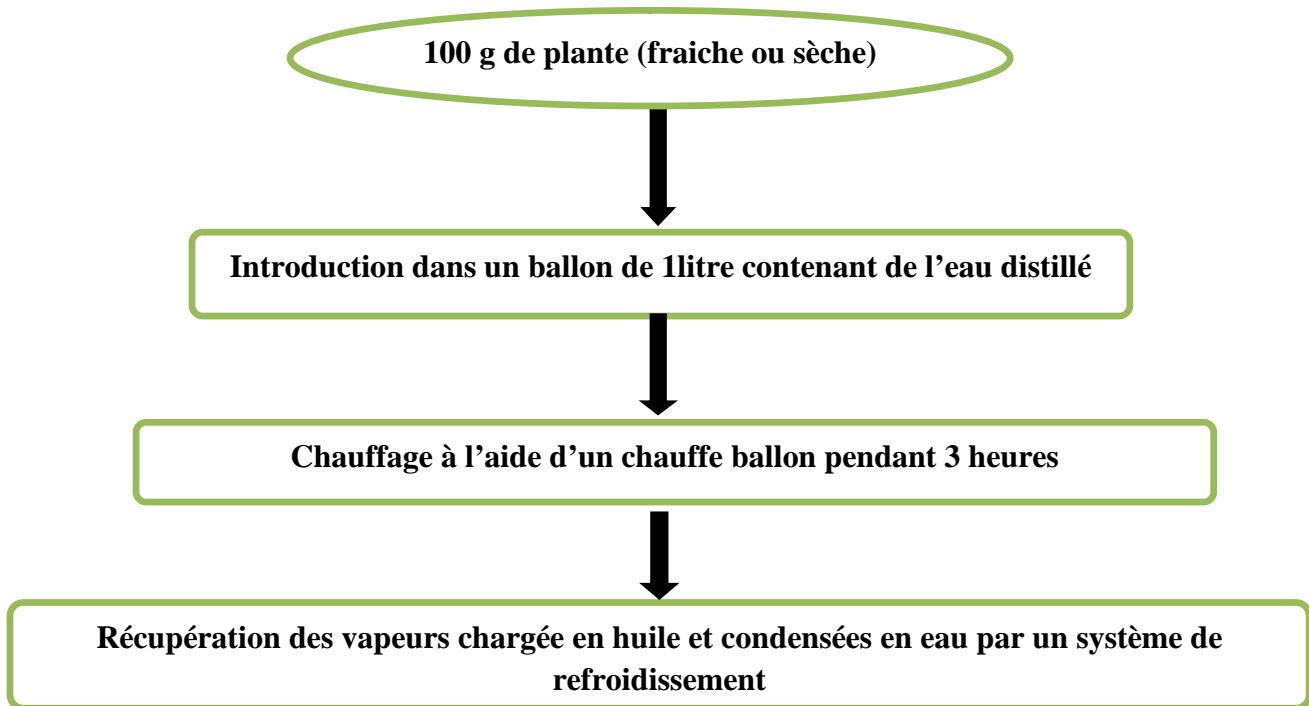 100 g de plante (fraiche ou sèche)
Introduction dans un ballon de 1litre contenant de l’eau distillé
Chauffage à l’aide d’un chauffe ballon pendant 3 heures
Récupération des vapeurs chargée en huile et condensées en eau par un système de
refroidissement